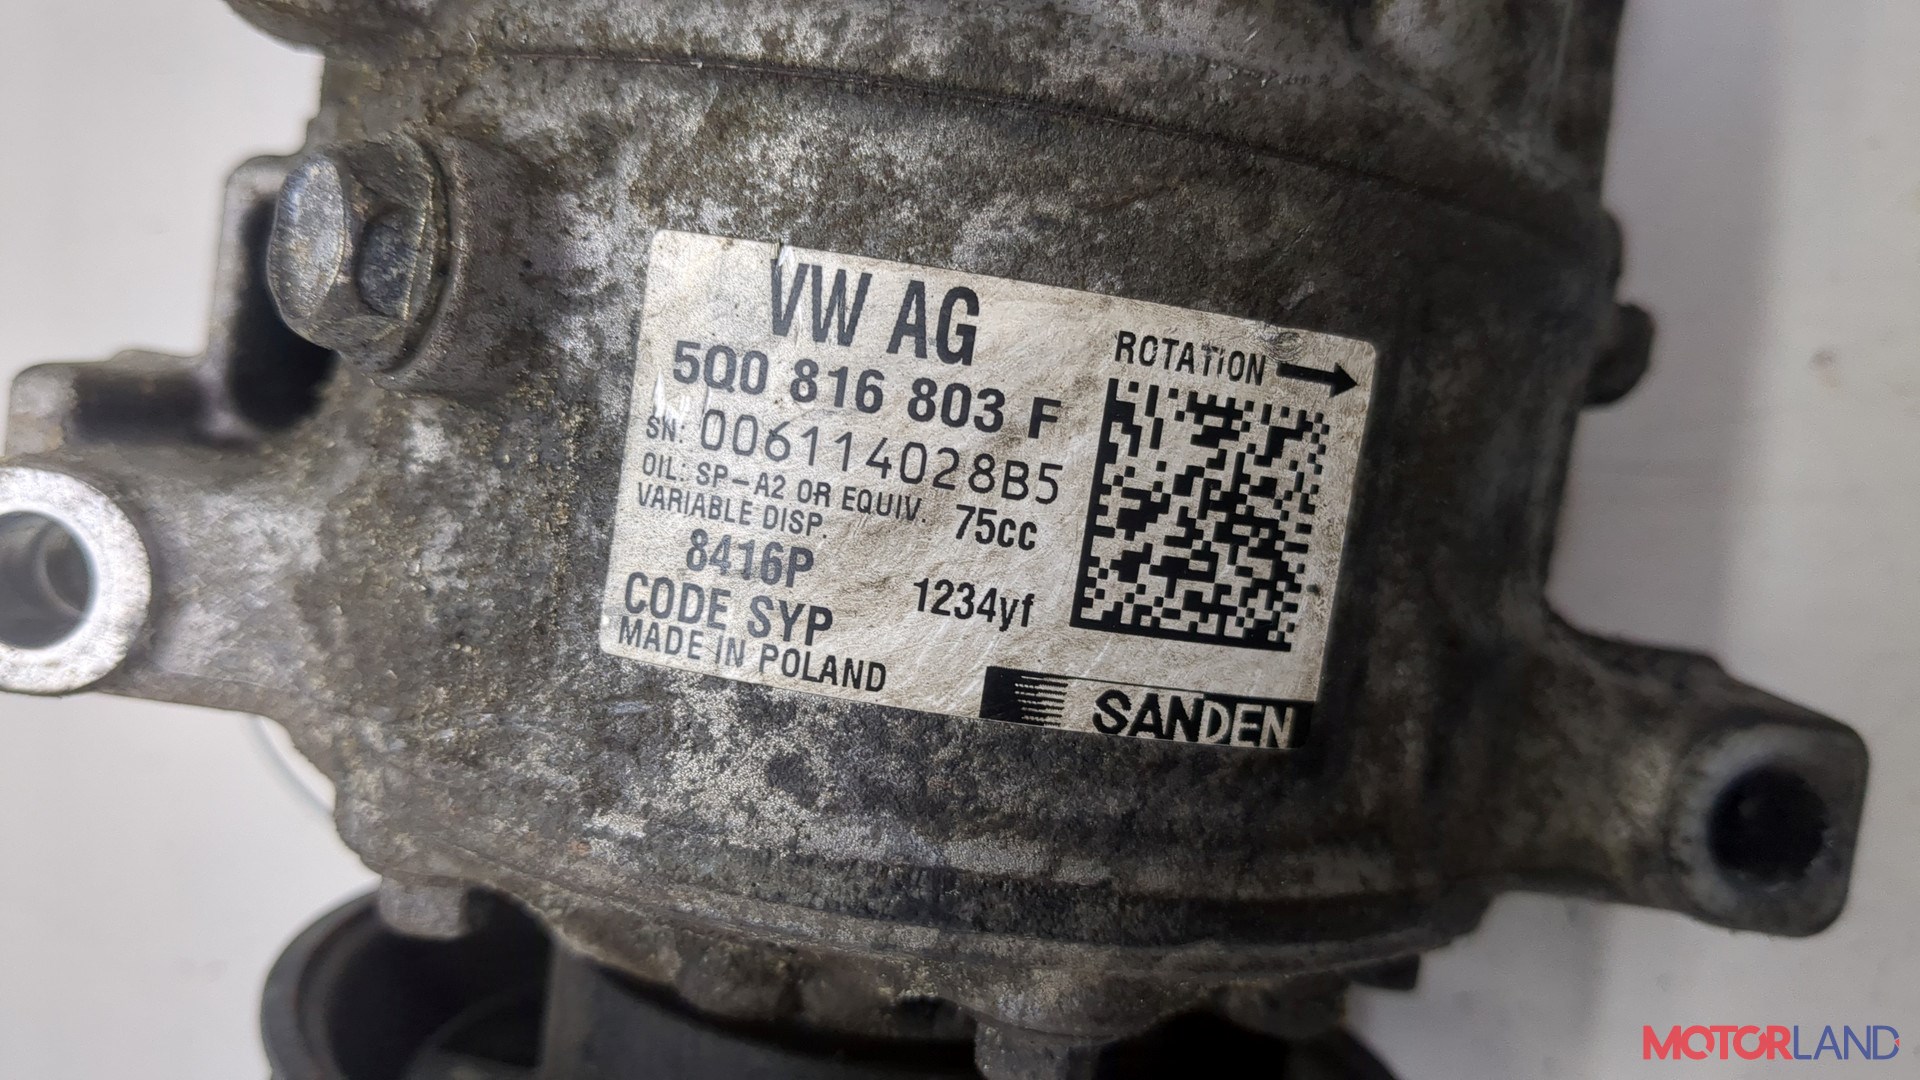 VW AG
5Q0 816 803 F
SN: 006114028B5
OIL: SP-A2 OR EQUIV. 75cc
VARIABLE DISP.
8416P
CODE SYP 1234yf
MADE IN POLAND
ROTATION
SANDEN
MOTORLAND